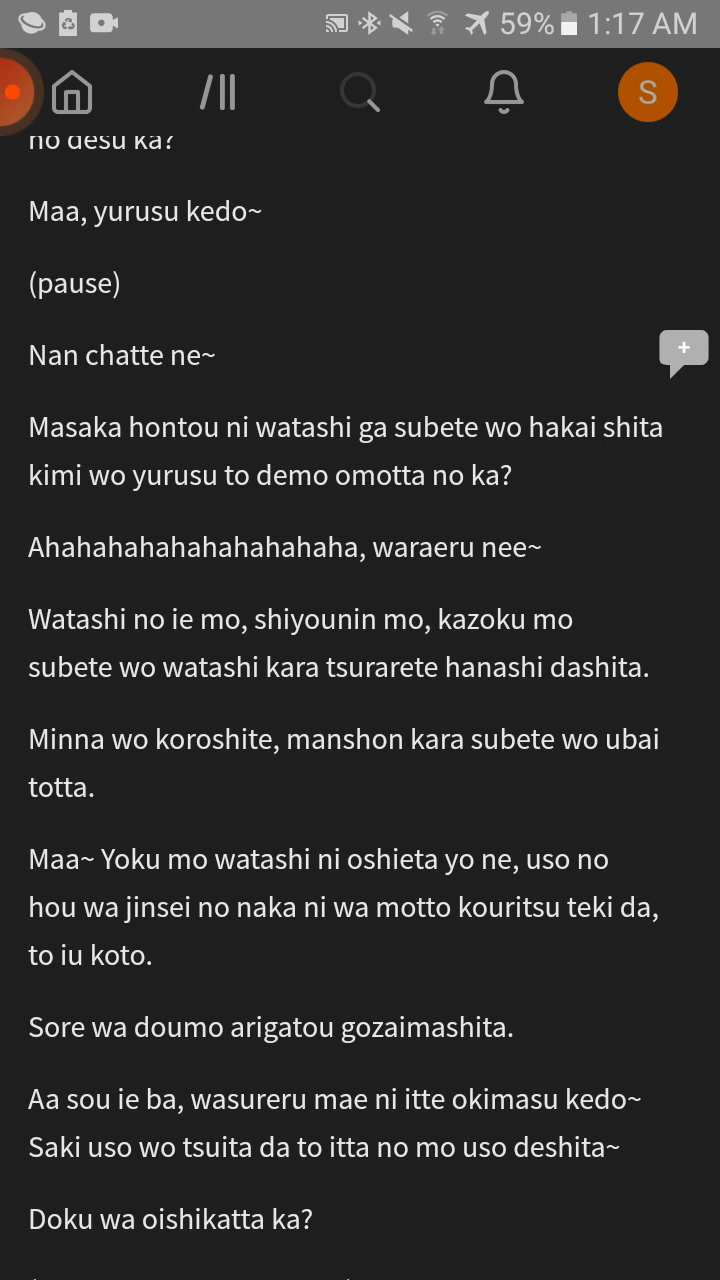 59% 1:17 AM
S
no desu ka?
Maa, yurusu kedo~
(pause)
Nan chatte ne~
+
Masaka hontou ni watashi ga subete wo hakai shita
kimi wo yurusu to demo omotta no ka?
Ahahahahahahahahaha, waraeru nee~
Watashi no ie mo, shiyounin mo, kazoku mo
subete wo watashi kara tsurarete hanashi dashita.
Minna wo koroshite, manshon kara subete wo ubai
totta.
Maa~ Yoku mo watashi ni oshieta yo ne, uso no
hou wa jinsei no naka ni wa motto kouritsu teki da,
to iu koto.
Sore wa doumo arigatou gozaimashita.
Aa sou ie ba, wasureru mae ni itte okimasu kedo~
Saki uso wo tsuita da to itta no mo uso deshita~
Doku wa oishikatta ka?